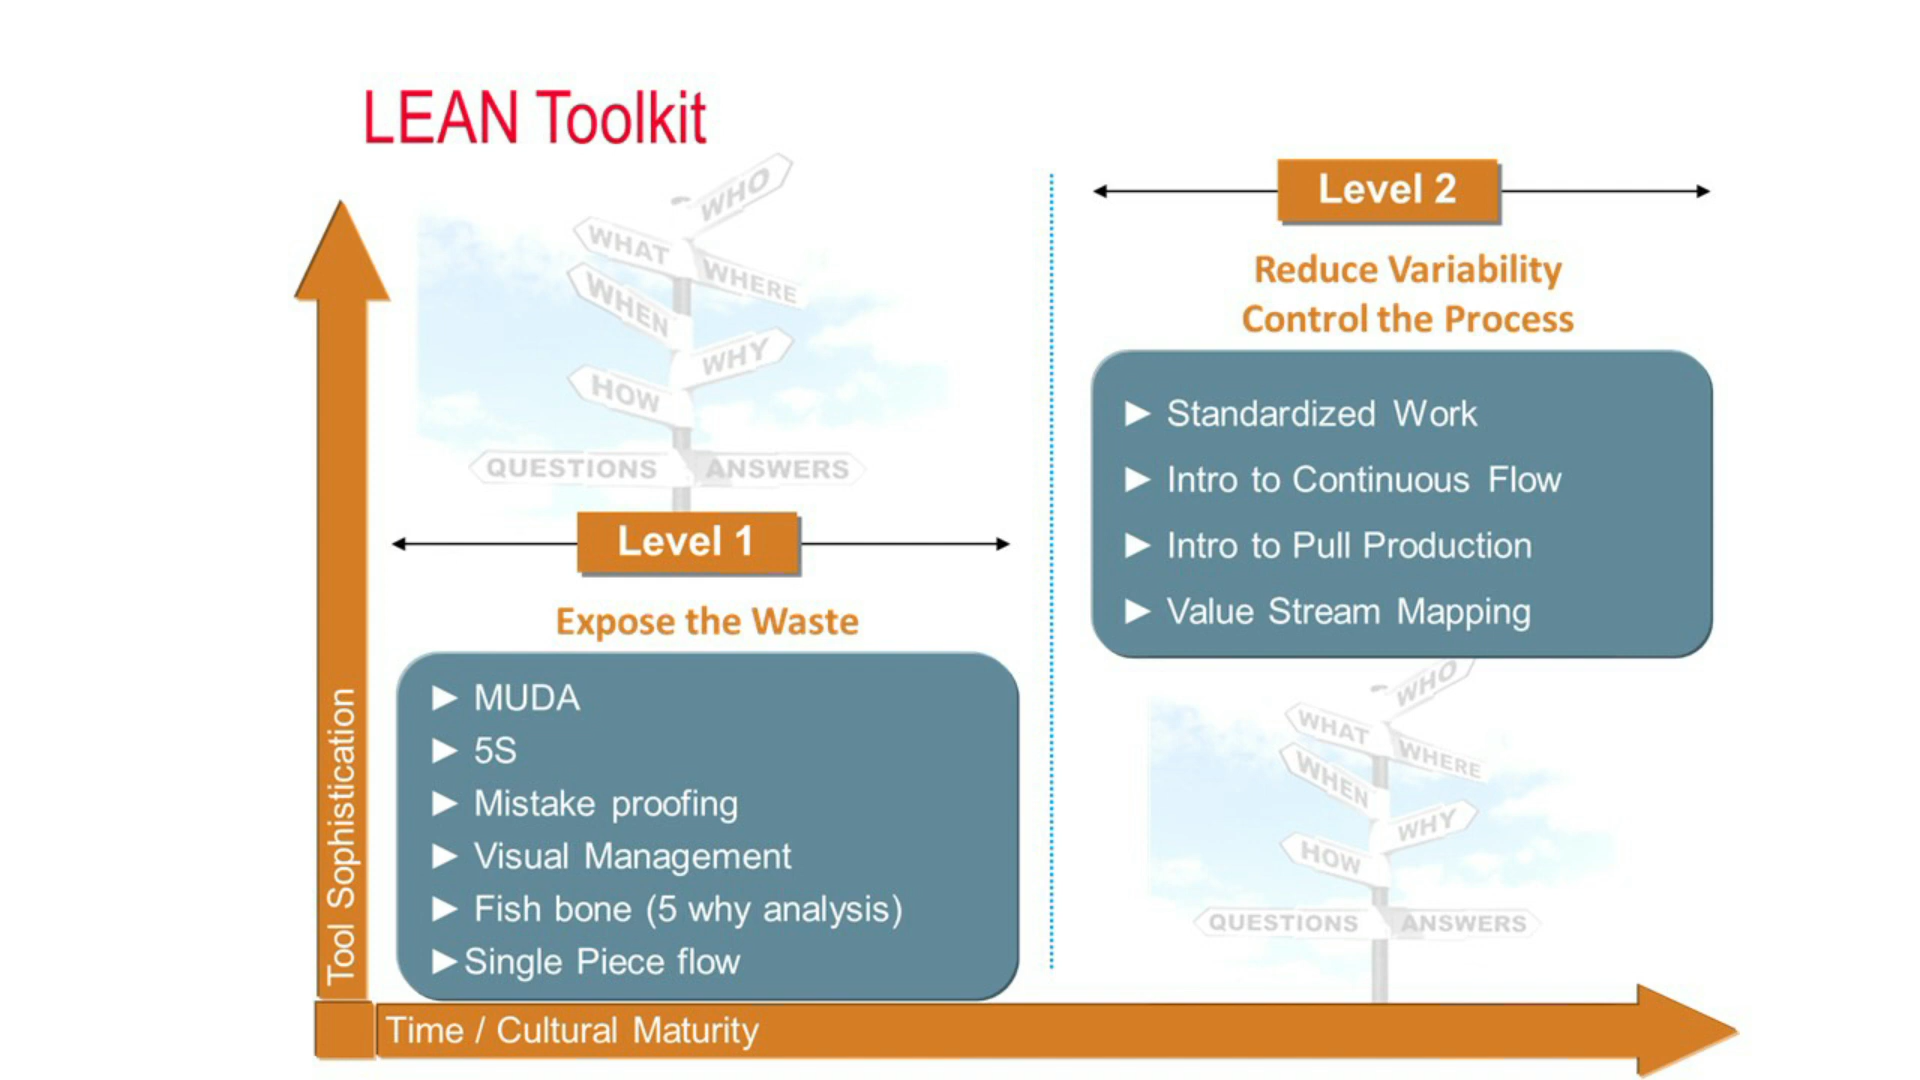 LEAN Toolkit
WHO
WHAT
WHERE
WHEN
WHY
HOW
QUESTIONS ANSWERS
Level 1
Expose the Waste
► MUDA
► 5S
► Mistake proofing
► Visual Management
► Fish bone (5 why analysis)
►Single Piece flow
Level 2
Reduce Variability
Control the Process
► Standardized Work
► Intro to Continuous Flow
► Intro to Pull Production
► Value Stream Mapping
WHO
WHAT
WHERE
WHEN
WHY
HOW
QUESTIONS ANSWERS
Tool Sophistication
Time / Cultural Maturity